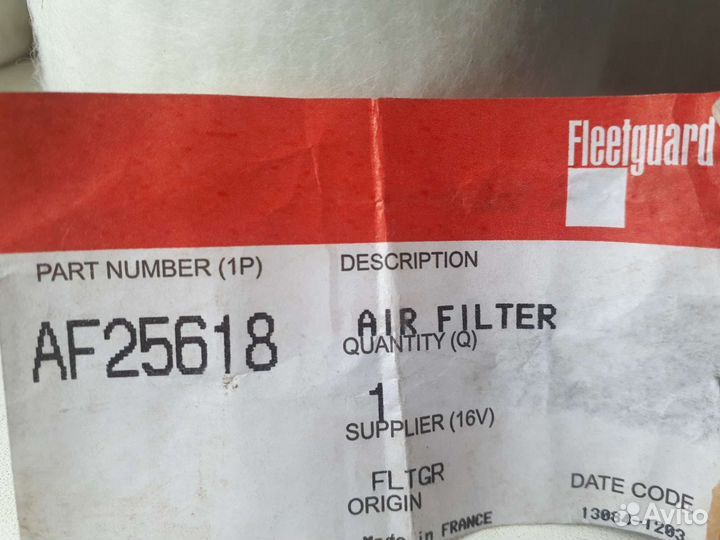 Fleetguard
PART NUMBER (1P)
DESCRIPTION
AF25618
AIR FILTER
QUANTITY (Q)
1
SUPPLIER (16V)
FLTGR
DATE CODE
ORIGIN
Made in FRANCE
Avito